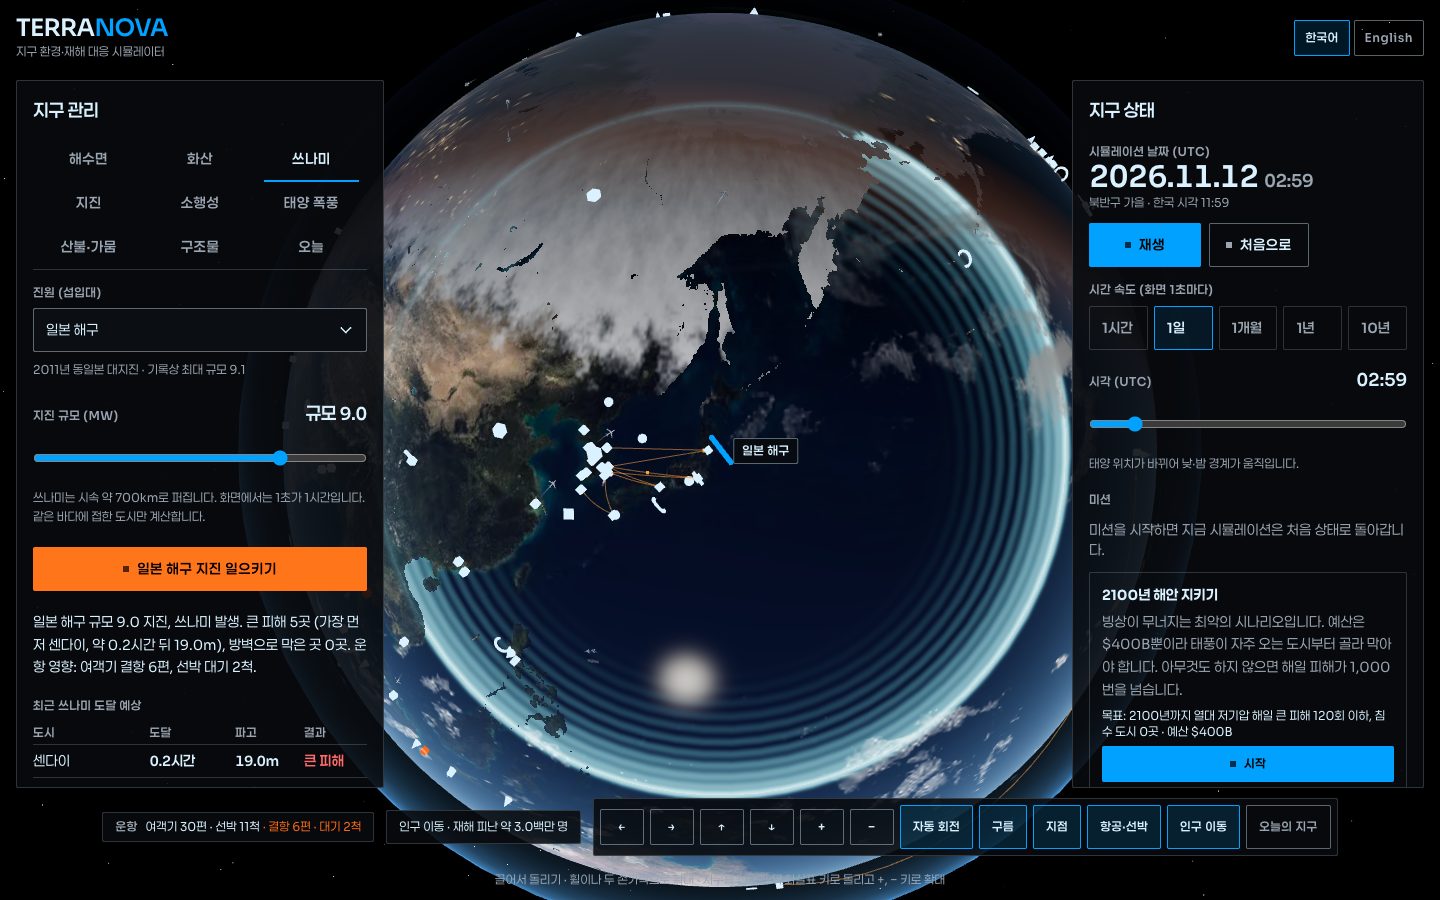 TERRANOVA
지구 환경·재해 대응 시뮬레이터
한국어
English
지구 관리
해수면
화산
쓰나미
지진
소행성
태양 폭풍
산불·가뭄
구조물
오늘
진원 (섭입대)
일본 해구
2011년 동일본 대지진 · 기록상 최대 규모 9.1
지진 규모 (MW)
규모 9.0
쓰나미는 시속 약 700km로 퍼집니다. 화면에서는 1초가 1시간입니다.
같은 바다에 접한 도시만 계산합니다.
일본 해구 지진 일으키기
일본 해구 규모 9.0 지진, 쓰나미 발생. 큰 피해 5곳 (가장 먼
저 센다이, 약 0.2시간 뒤 19.0m), 방벽으로 막은 곳 0곳. 운
항 영향: 여객기 결항 6편, 선박 대기 2척.
최근 쓰나미 도달 예상
도시 도달 파고 결과
센다이 0.2시간 19.0m 큰 피해
일본 해구
지구 상태
시뮬레이션 날짜 (UTC)
2026.11.12 02:59
북반구 가을 · 한국 시각 11:59
재생
처음으로
시간 속도 (화면 1초마다)
1시간
1일
1개월
1년
10년
시각 (UTC)
02:59
태양 위치가 바뀌어 낮·밤 경계가 움직입니다.
미션
미션을 시작하면 지금 시뮬레이션은 처음 상태로 돌아갑니
다.
2100년 해안 지키기
빙상이 무너지는 최악의 시나리오입니다. 예산은
$400B뿐이라 태풍이 자주 오는 도시부터 골라 막아
야 합니다. 아무것도 하지 않으면 해일 피해가 1,000
번을 넘습니다.
목표: 2100년까지 열대 저기압 해일 큰 피해 120회 이하, 침
수 도시 0곳 · 예산 $400B
시작
운항 여객기 30편 · 선박 11척 · 결항 6편 · 대기 2척
인구 이동 · 재해 피난 약 3.0백만 명
←
→
↑
↓
+
−
자동 회전
구름
지점
항공·선박
인구 이동
오늘의 지구
끌어서 돌리기 · 휠이나 두 손가락으로 키로 돌리고 +, − 키로 확대